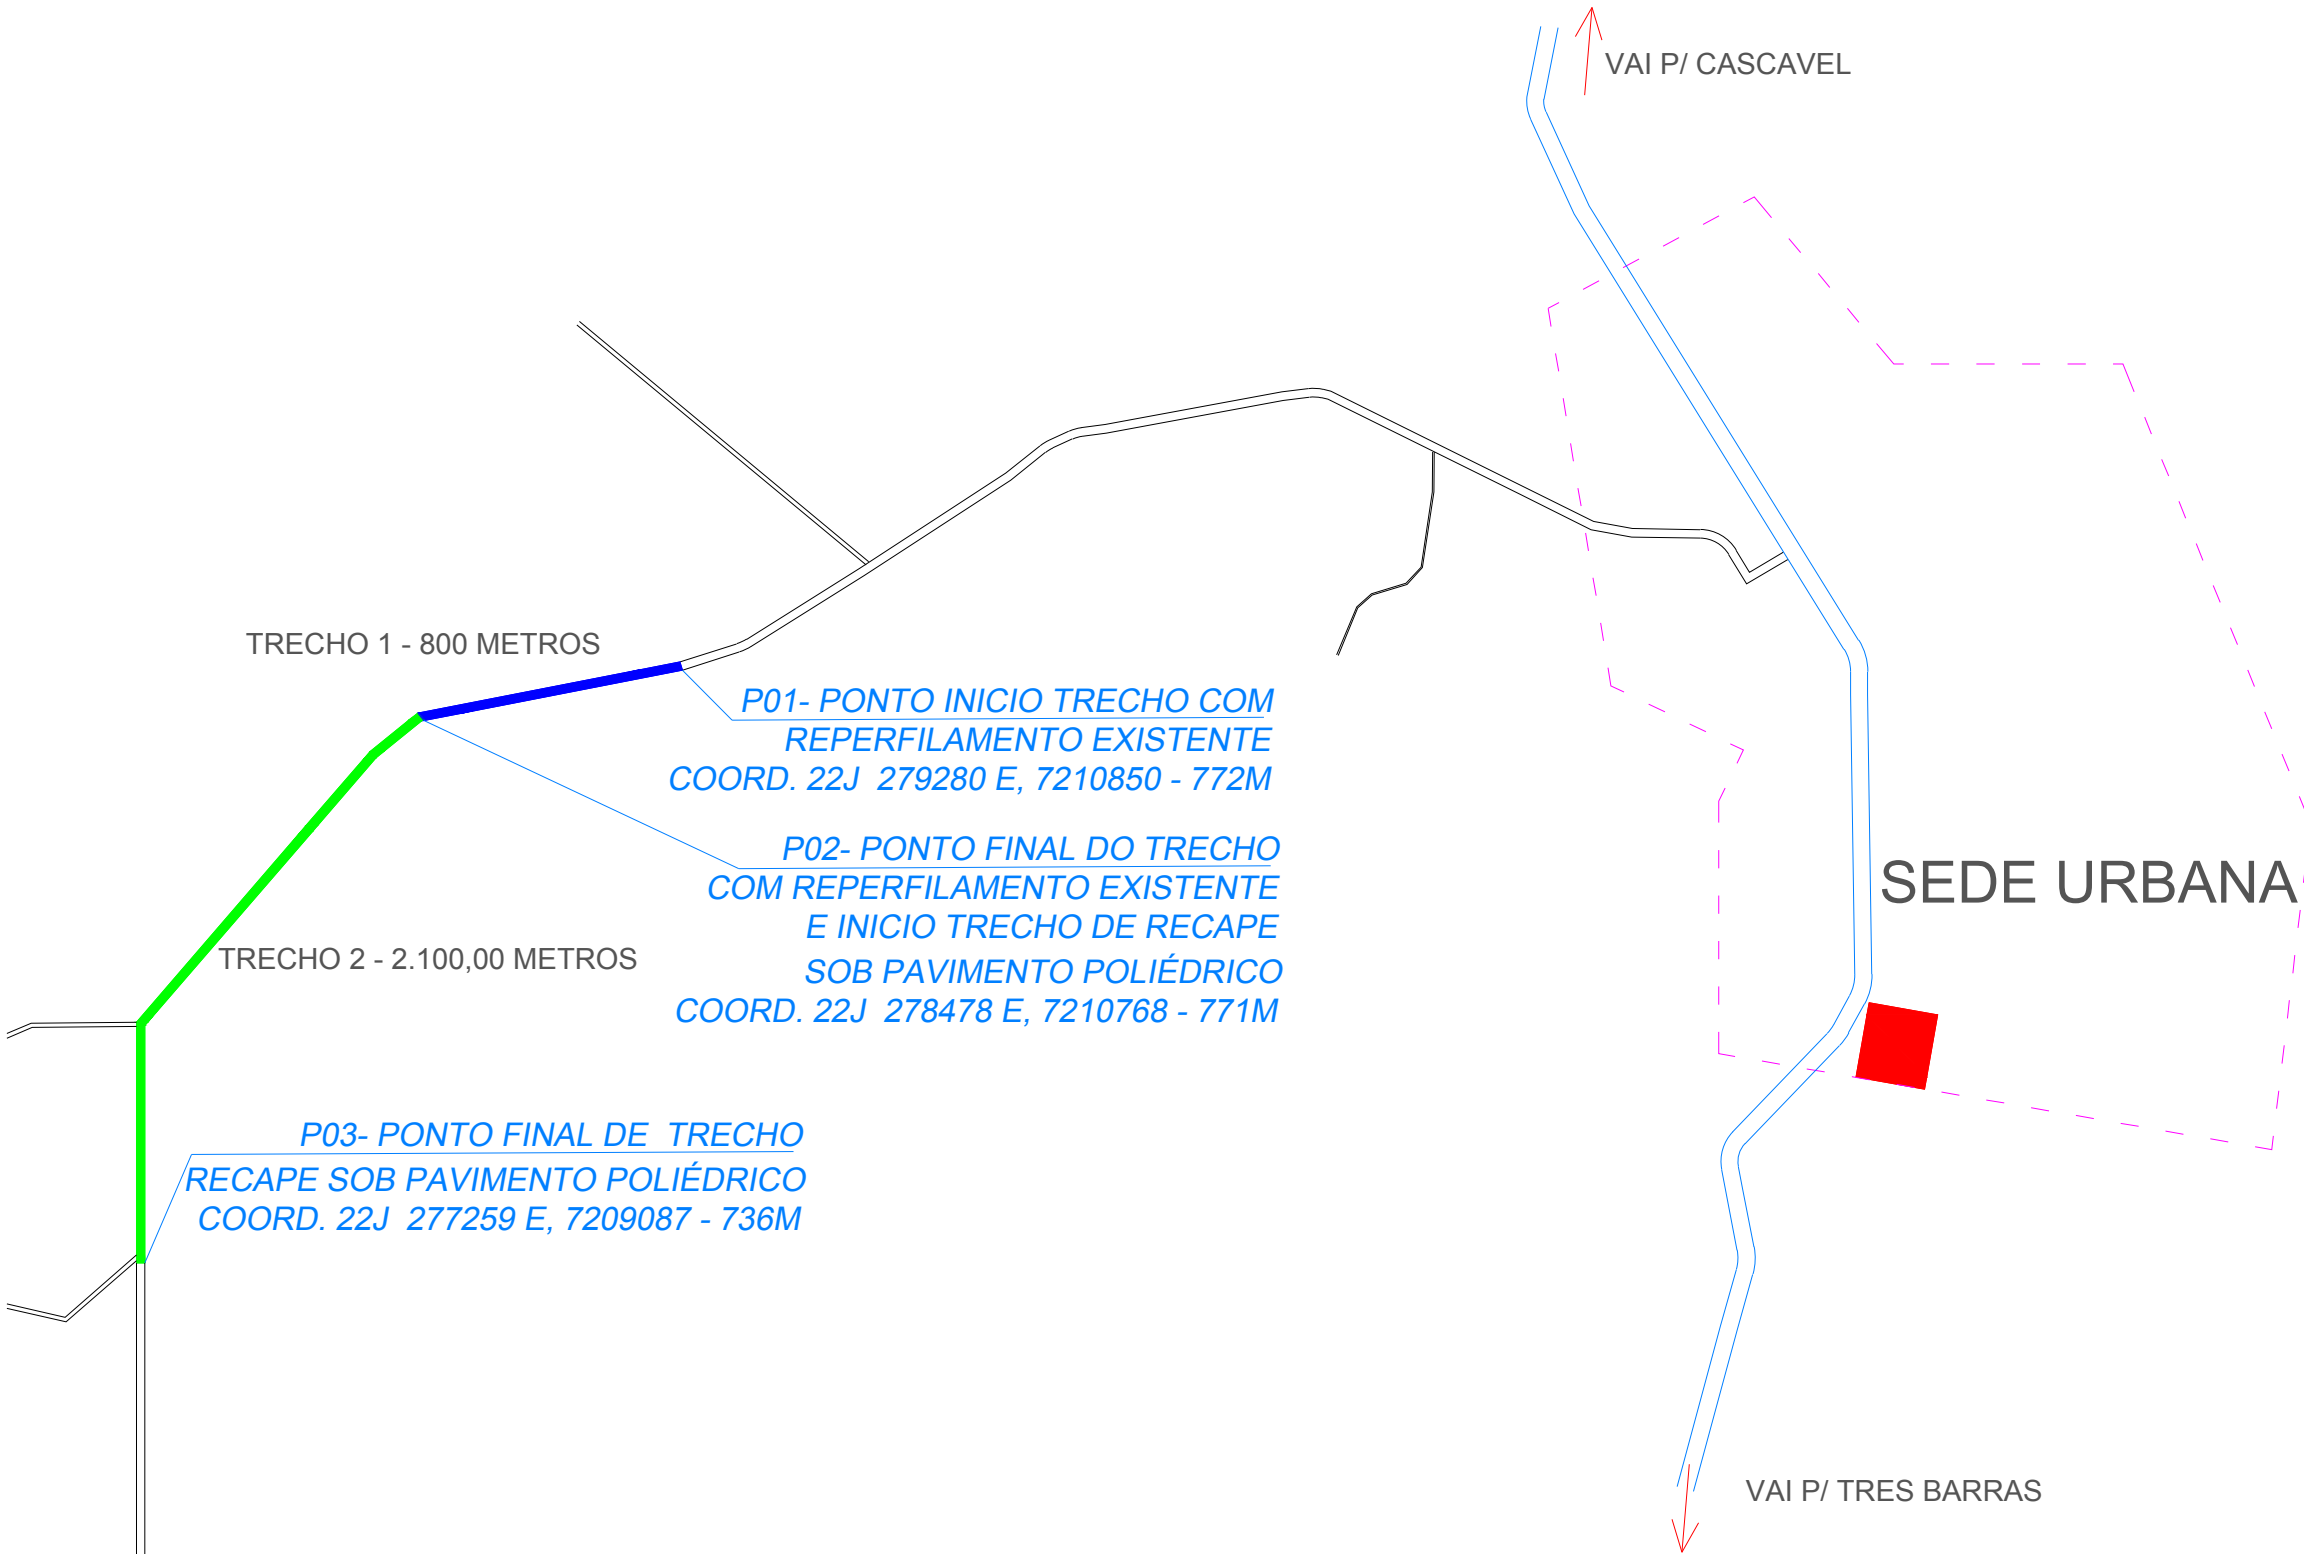 VAI P/ CASCAVEL
TRECHO 1 - 800 METROS
P01- PONTO INICIO TRECHO COM
REPERFILAMENTO EXISTENTE
COORD. 22J  279280 E, 7210850 - 772M
P02- PONTO FINAL DO TRECHO
COM REPERFILAMENTO EXISTENTE
E INICIO TRECHO DE RECAPE
SOB PAVIMENTO POLIÉDRICO
COORD. 22J  278478 E, 7210768 - 771M
SEDE URBANA
TRECHO 2 - 2.100,00 METROS
P03- PONTO FINAL DE  TRECHO
RECAPE SOB PAVIMENTO POLIÉDRICO
COORD. 22J  277259 E, 7209087 - 736M
VAI P/ TRES BARRAS